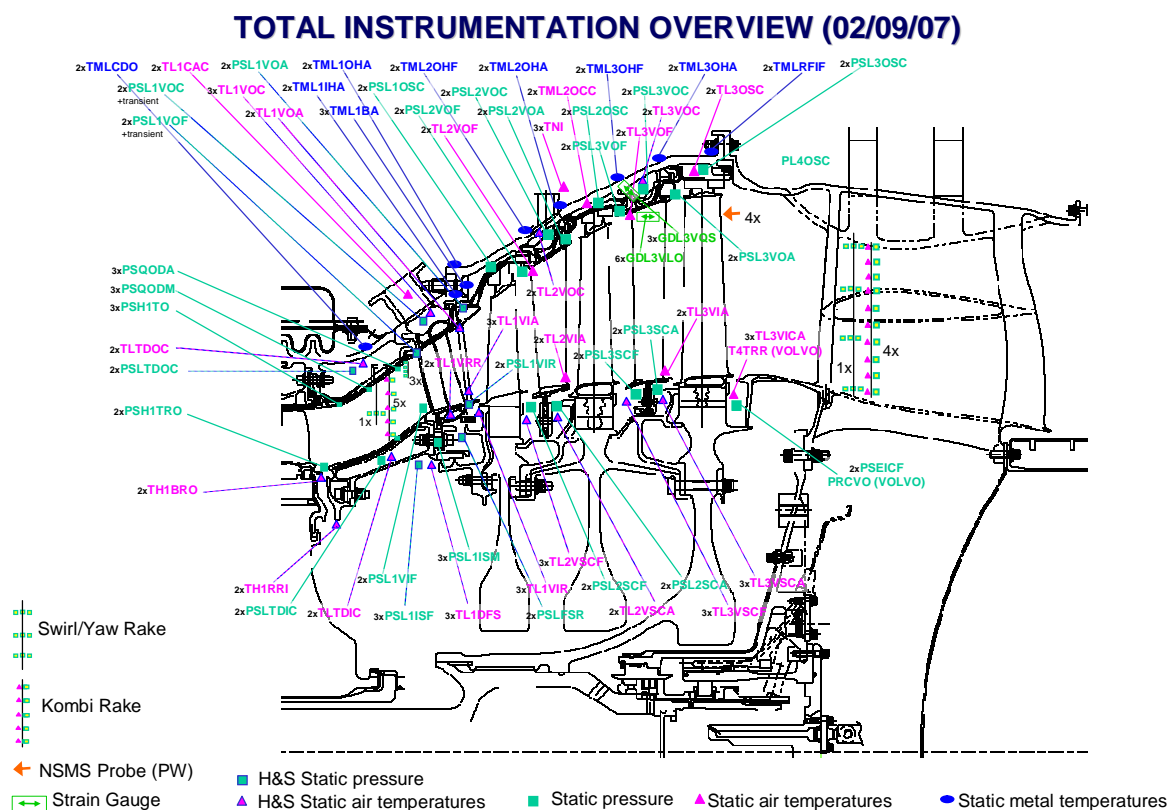 TOTAL INSTRUMENTATION OVERVIEW (02/09/07)
2xTMLCDO
2xTL1CAC
2xPSL1VOA
2xTML1OHA
2xTML2OHF
2xTML2OHA
2xTML3OHF
2xTML3OHA
2xTMLRFIF
2xPSL3OSC
2xPSL1VOC
+transient
3xTL1VOC
2xTML1IHA
2xPSL1OSC
2xPSL2VOC
2xTML2OCC
2xPSL3VOC
2xTL3OSC
2xPSL1VOF
+transient
2xTL1VOA
3xTML1BA
2xPSL2VOF
2xPSL2VOA
2xPSL2OSC
2xTL3VOC
2xTL2VOF
3xTNI
2xTL3VOF
2xPSL3VOF
PL4OSC
4x
3xGDL3VQS
6xGDL3VLO
2xPSL3VOA
3xPSQODA
3xPSQODM
3xPSH1TO
2xTL2VOC
3xTL1VIA
2xTL2VIA
2xPSL3SCA
2xTL3VIA
3xTL3VICA
T4TRR (VOLVO)
2xTLTDOC
2xPSLTDOC
2xTL1VRR
2xPSL1VIR
2xPSL3SCF
3x
5x
1x
1x
4x
2xPSH1TRO
2xPSEICF
PRCVO (VOLVO)
2xTH1BRO
3xPSL1ISM
3xTL2VSCF
2xTH1RRI
2xPSL1VIF
3xTL1VIR
2xPSL2SCF
2xPSL2SCA
3xTL3VSCA
2xPSLTDIC
2xTLTDIC
3xPSL1ISF
3xTL1DFS
2xPSLFSR
2xTL2VSCA
3xTL3VSCF
Swirl/Yaw Rake
Kombi Rake
NSMS Probe (PW)
Strain Gauge
H&S Static pressure
H&S Static air temperatures
Static pressure
Static air temperatures
Static metal temperatures